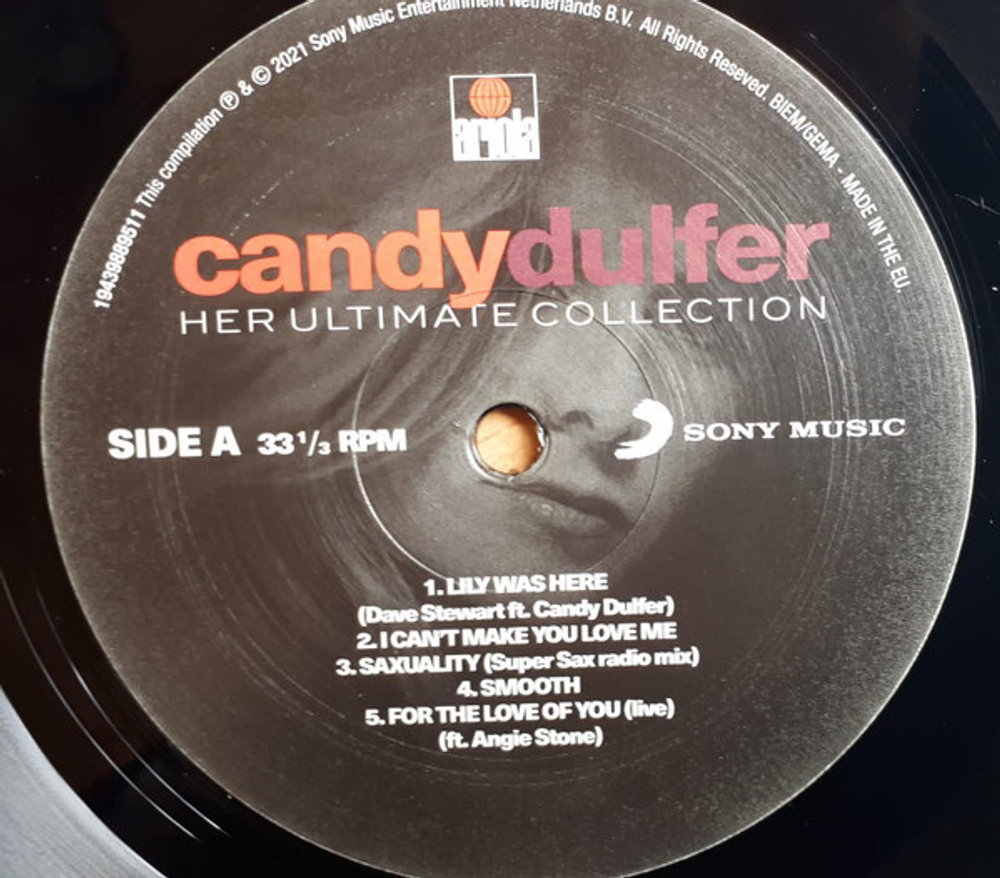 19439889511 This compilation ℗ & © 2021 Sony Music Entertainment Netherlands B.V. All Rights Reseved. BIEM/GEMA - MADE IN THE EU
ariola
candydulfer
HER ULTIMATE COLLECTION
SIDE A 33 1/3 RPM
SONY MUSIC
1. LILY WAS HERE
(Dave Stewart ft. Candy Dulfer)
2. I CAN'T MAKE YOU LOVE ME
3. SAXUALITY (Super Sax radio mix)
4. SMOOTH
5. FOR THE LOVE OF YOU (live)
(ft. Angie Stone)